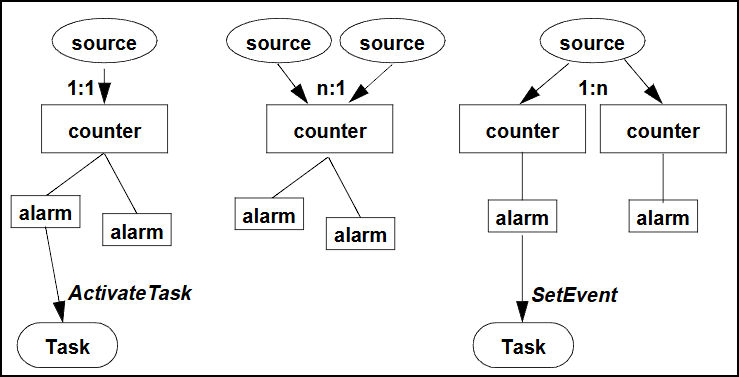 source
source
source
source
1:1
n:1
1:n
counter
counter
counter
counter
alarm
alarm
alarm
alarm
alarm
alarm
ActivateTask
SetEvent
Task
Task